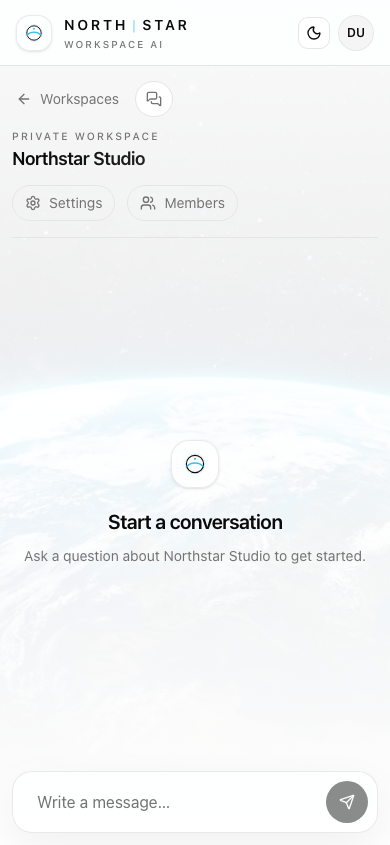 NORTH | STAR
WORKSPACE AI
DU
Workspaces
PRIVATE WORKSPACE
Northstar Studio
Settings
Members
Start a conversation
Ask a question about Northstar Studio to get started.
Write a message...